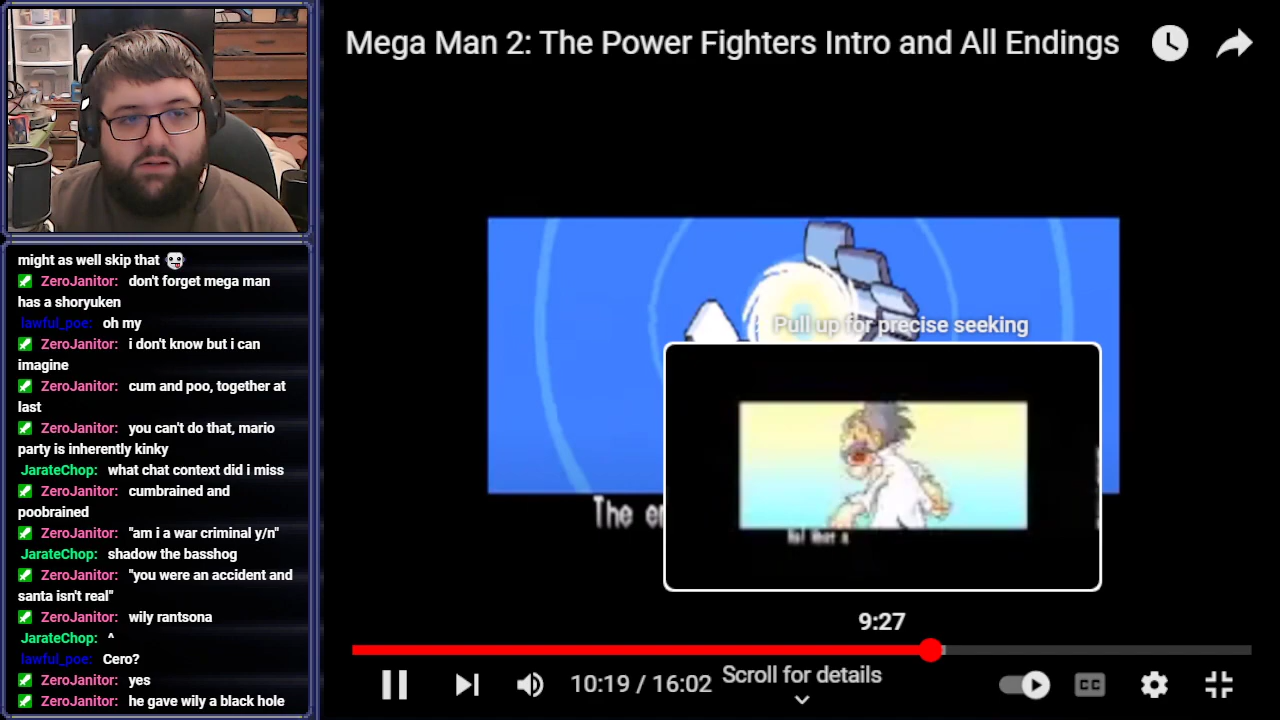 Mega Man 2: The Power Fighters Intro and All Endings
might as well skip that
ZeroJanitor: don't forget mega man
has a shoryuken
lawful_poe: oh my
ZeroJanitor: i don't know but i can
imagine
ZeroJanitor: cum and poo, together at
last
ZeroJanitor: you can't do that, mario
party is inherently kinky
JarateChop: what chat context did i miss
ZeroJanitor: cumbrained and
poobrained
ZeroJanitor: "am i a war criminal y/n"
JarateChop: shadow the basshog
ZeroJanitor: "you were an accident and
santa isn't real"
ZeroJanitor: wily rantsona
JarateChop: ^
lawful_poe: Cero?
ZeroJanitor: yes
ZeroJanitor: he gave wily a black hole
Pull up for precise seeking
The
9:27
10:19 / 16:02
Scroll for details
CC